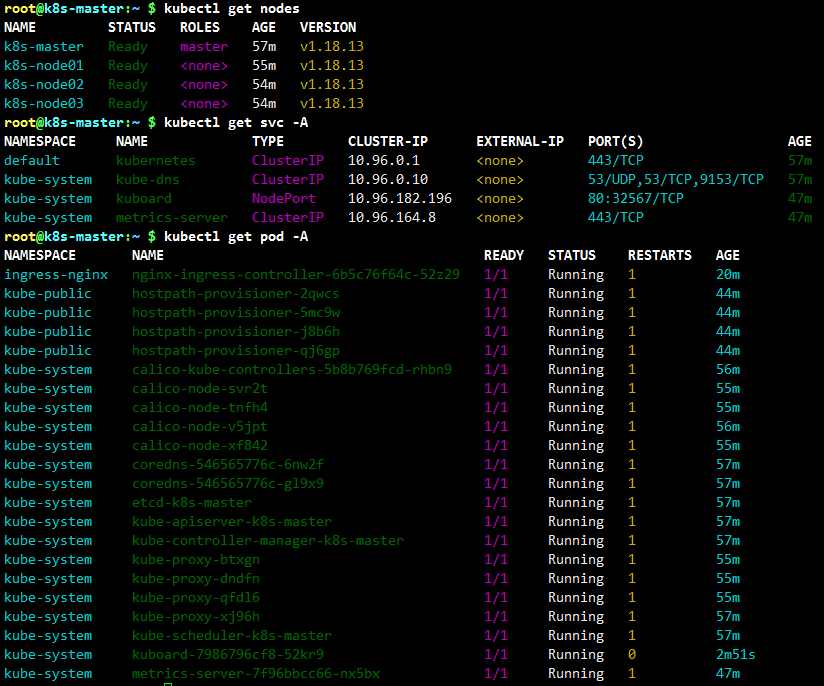 root@k8s-master:~ $ kubectl get nodes
NAME STATUS ROLES AGE VERSION
k8s-master Ready master 57m v1.18.13
k8s-node01 Ready <none> 55m v1.18.13
k8s-node02 Ready <none> 54m v1.18.13
k8s-node03 Ready <none> 54m v1.18.13
root@k8s-master:~ $ kubectl get svc -A
NAMESPACE NAME TYPE CLUSTER-IP EXTERNAL-IP PORT(S) AGE
default kubernetes ClusterIP 10.96.0.1 <none> 443/TCP 57m
kube-system kube-dns ClusterIP 10.96.0.10 <none> 53/UDP,53/TCP,9153/TCP 57m
kube-system kuboard NodePort 10.96.182.196 <none> 80:32567/TCP 47m
kube-system metrics-server ClusterIP 10.96.164.8 <none> 443/TCP 47m
root@k8s-master:~ $ kubectl get pod -A
NAMESPACE NAME READY STATUS RESTARTS AGE
ingress-nginx nginx-ingress-controller-6b5c76f64c-52z29 1/1 Running 1 20m
kube-public hostpath-provisioner-2qwcs 1/1 Running 1 44m
kube-public hostpath-provisioner-5mc9w 1/1 Running 1 44m
kube-public hostpath-provisioner-j8b6h 1/1 Running 1 44m
kube-public hostpath-provisioner-qj6gp 1/1 Running 1 44m
kube-system calico-kube-controllers-5b8b769fcd-rhbn9 1/1 Running 1 56m
kube-system calico-node-svr2t 1/1 Running 1 55m
kube-system calico-node-tnfh4 1/1 Running 1 55m
kube-system calico-node-v5jpt 1/1 Running 1 56m
kube-system calico-node-xf842 1/1 Running 1 55m
kube-system coredns-546565776c-6nw2f 1/1 Running 1 57m
kube-system coredns-546565776c-gl9x9 1/1 Running 1 57m
kube-system etcd-k8s-master 1/1 Running 1 57m
kube-system kube-apiserver-k8s-master 1/1 Running 1 57m
kube-system kube-controller-manager-k8s-master 1/1 Running 1 57m
kube-system kube-proxy-btxgn 1/1 Running 1 55m
kube-system kube-proxy-dndfn 1/1 Running 1 55m
kube-system kube-proxy-qfdl6 1/1 Running 1 55m
kube-system kube-proxy-xj96h 1/1 Running 1 57m
kube-system kube-scheduler-k8s-master 1/1 Running 1 57m
kube-system kuboard-7986796cf8-52kr9 1/1 Running 0 2m51s
kube-system metrics-server-7f96bbcc66-nx5bx 1/1 Running 1 47m